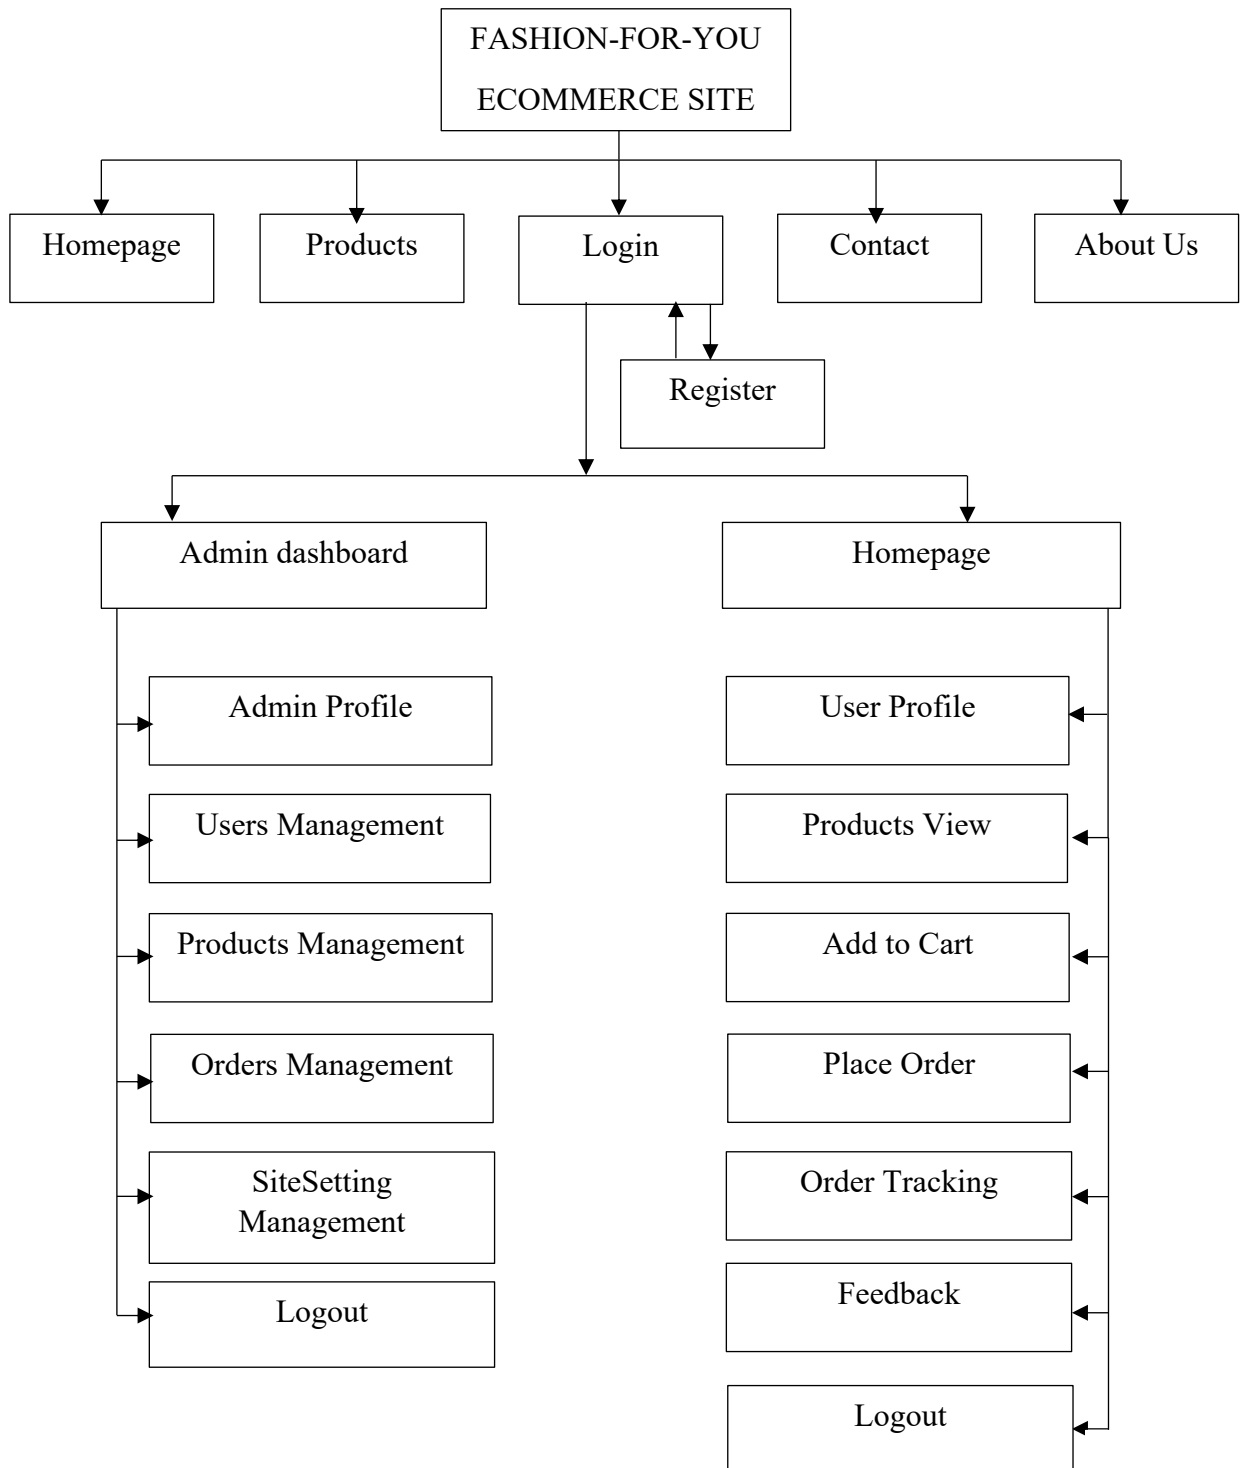 FASHION-FOR-YOU
ECOMMERCE SITE
Homepage
Products
Login
Contact
About Us
Register
Admin dashboard
Homepage
Admin Profile
User Profile
Users Management
Products View
Products Management
Add to Cart
Orders Management
Place Order
SiteSetting
Management
Order Tracking
Logout
Feedback
Logout